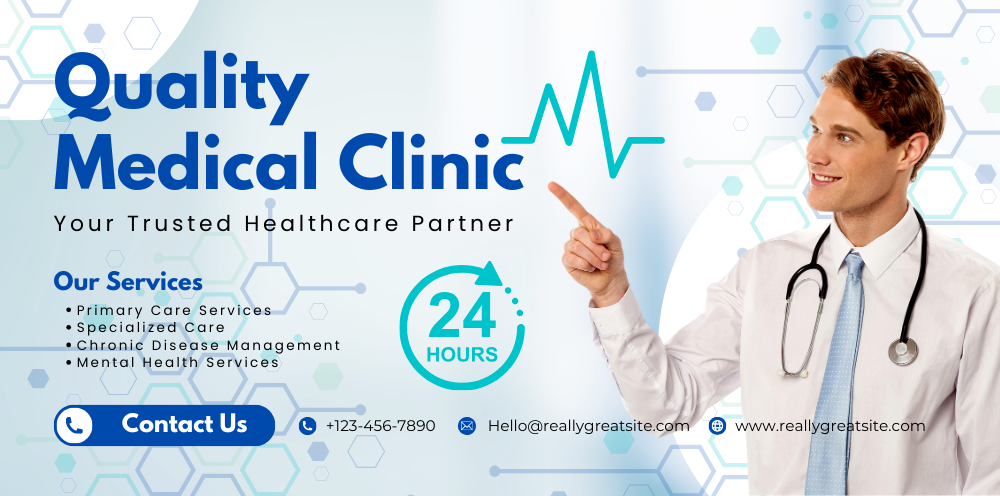 Quality
Medical Clinic
Your Trusted Healthcare Partner
Our Services
• Primary Care Services
• Specialized Care
• Chronic Disease Management
• Mental Health Services
24
HOURS
Contact Us
+123-456-7890
Hello@reallygreatsite.com
www.reallygreatsite.com